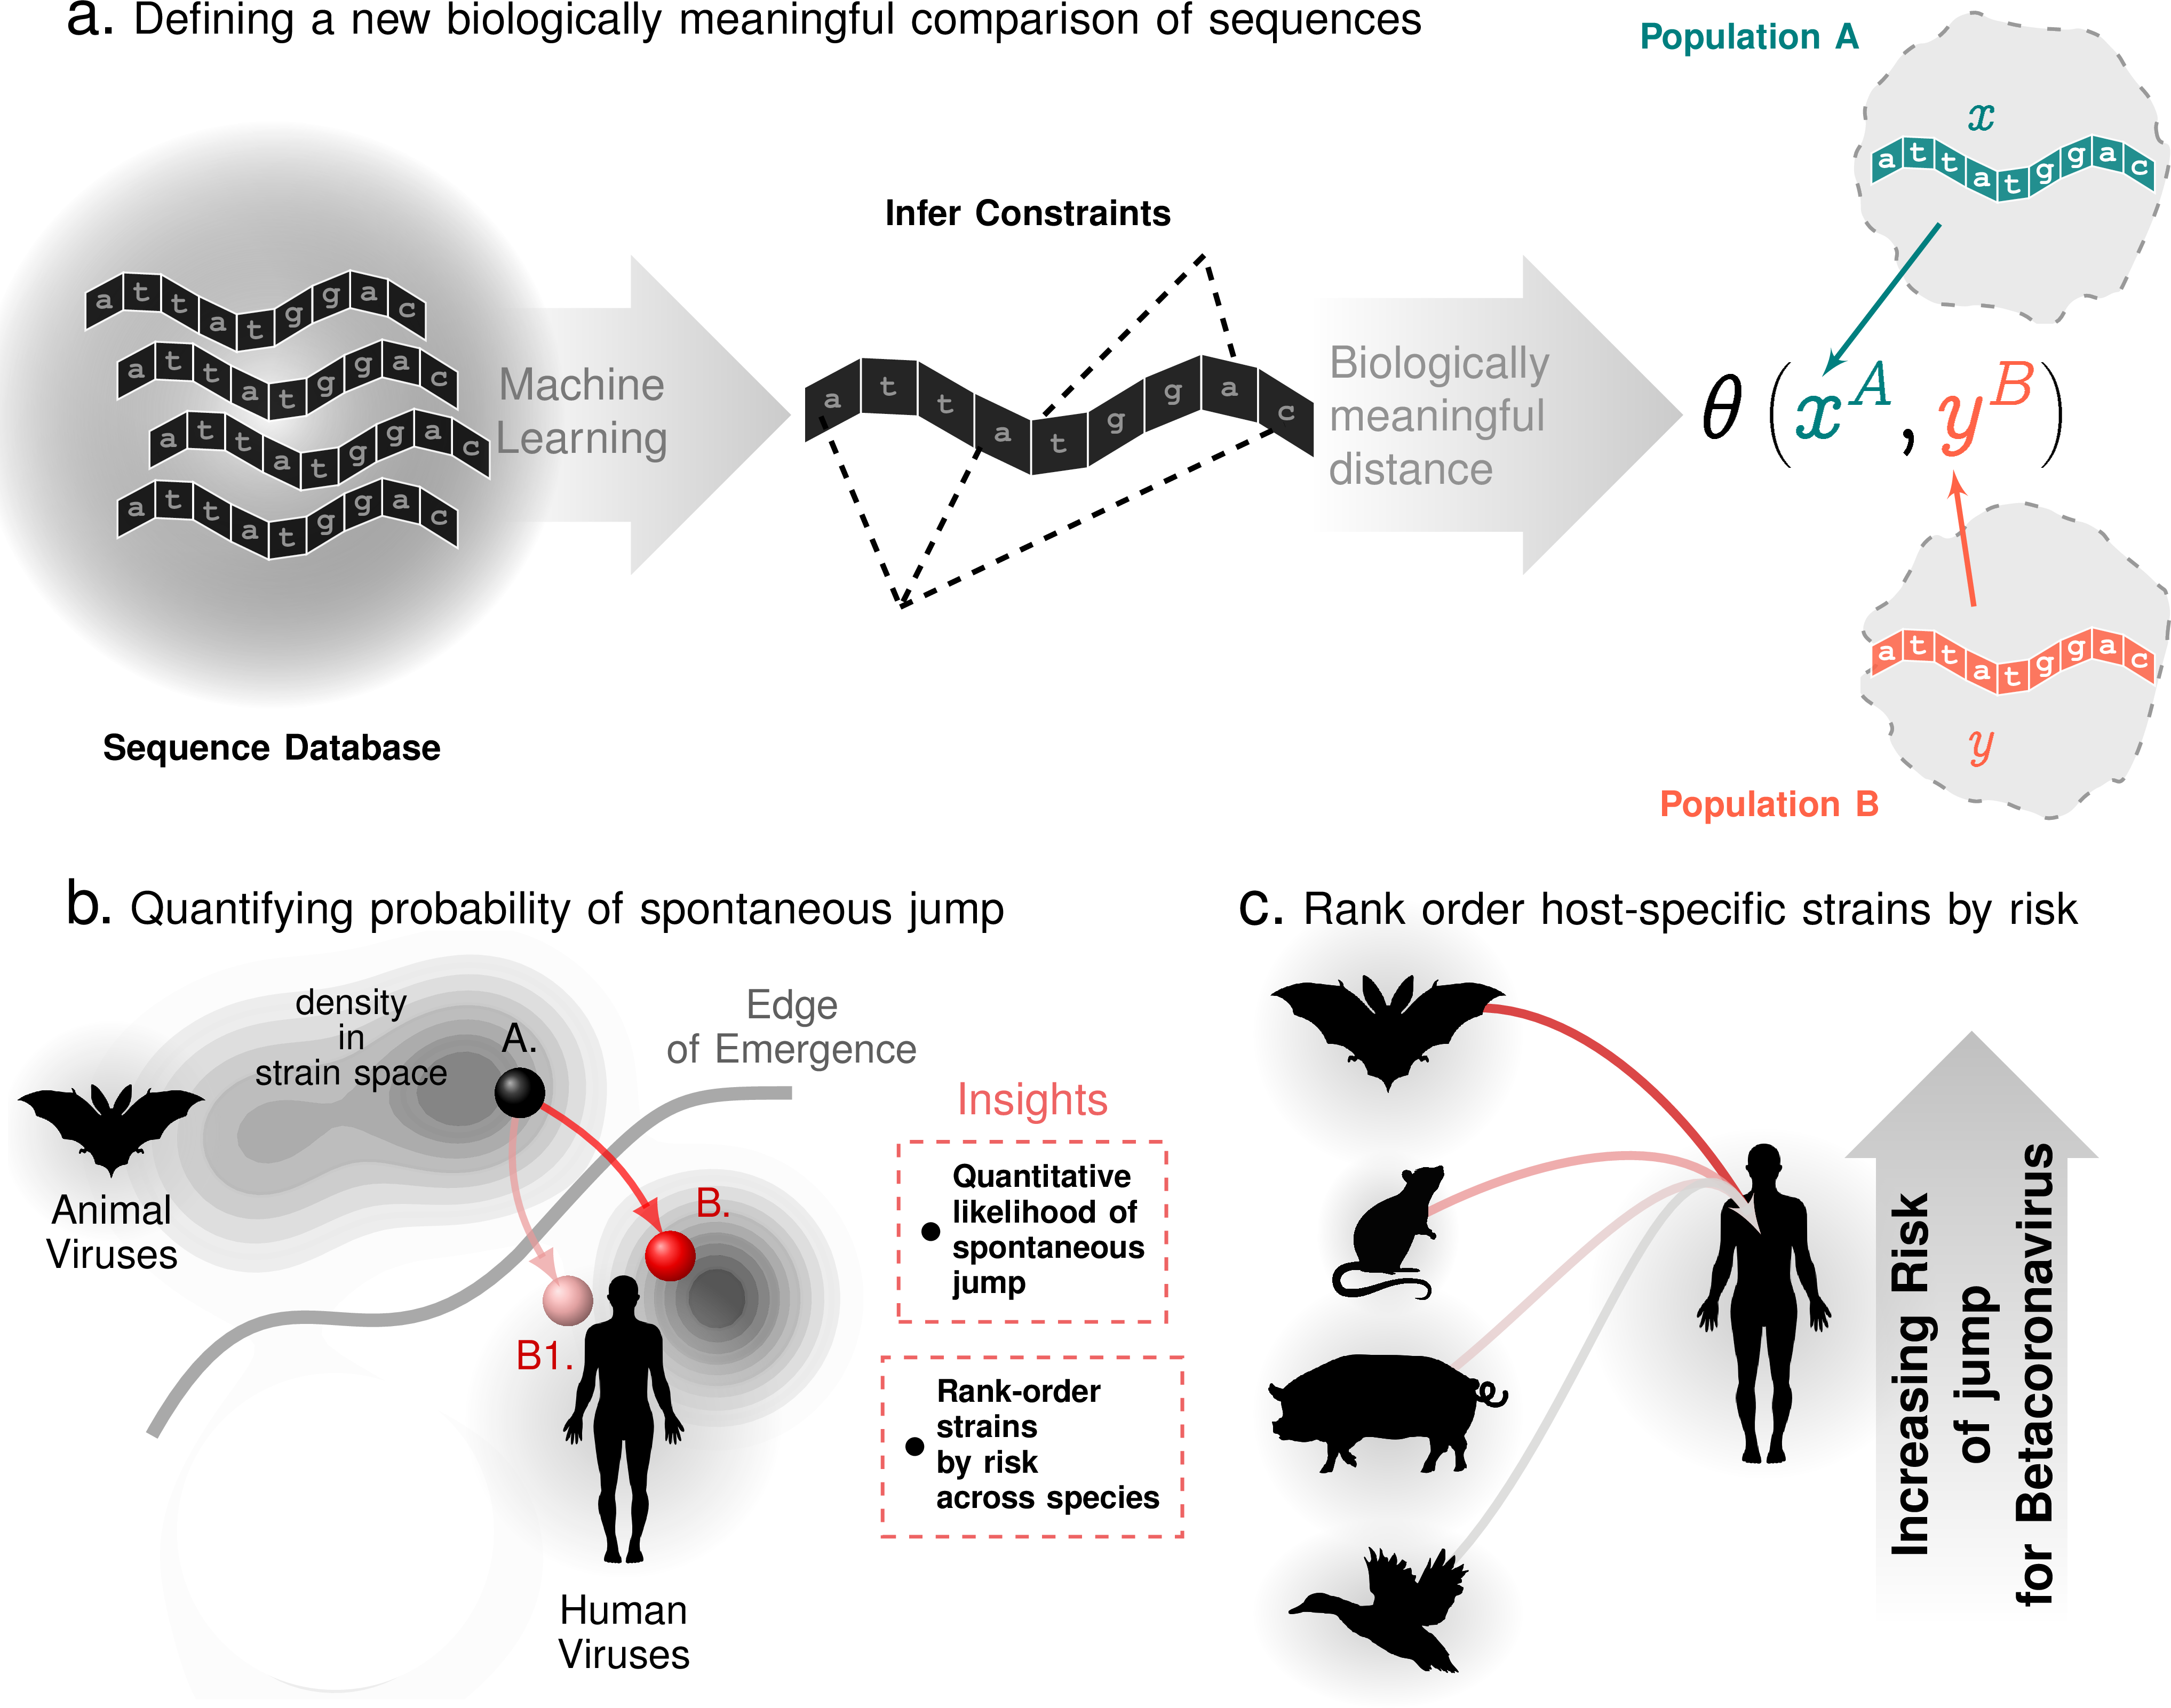 a. Defining a new biologically meaningful comparison of sequences
Population A
x
a t t a t g g a c
a t t a t g g a c
a t t a t g g a c
a t t a t g g a c
a t t a t g g a c
Machine
Learning
Sequence Database
Infer Constraints
a t t a t g g a c
Biologically
meaningful
distance
θ (x^A, y^B)
a t t a t g g a c
y
Population B
b. Quantifying probability of spontaneous jump
density
in
strain space
A.
Edge
of Emergence
Animal
Viruses
B.
B1.
Human
Viruses
Insights
• Quantitative
likelihood of
spontaneous
jump
• Rank-order
strains
by risk
across species
c. Rank order host-specific strains by risk
Increasing Risk
of jump
for Betacoronavirus